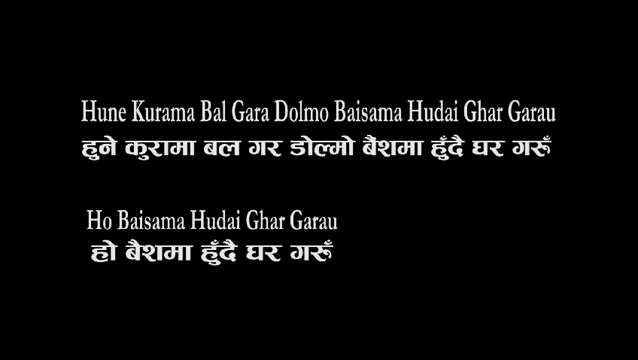 Hune Kurama Bal Gara Dolmo Baisama Hudai Ghar Garau
हुने कुरामा बल गर डोल्मो बैंशमा हुँदै घर गरूँ
Ho Baisama Hudai Ghar Garau
हो बैशमा हुँदै घर गरूँ